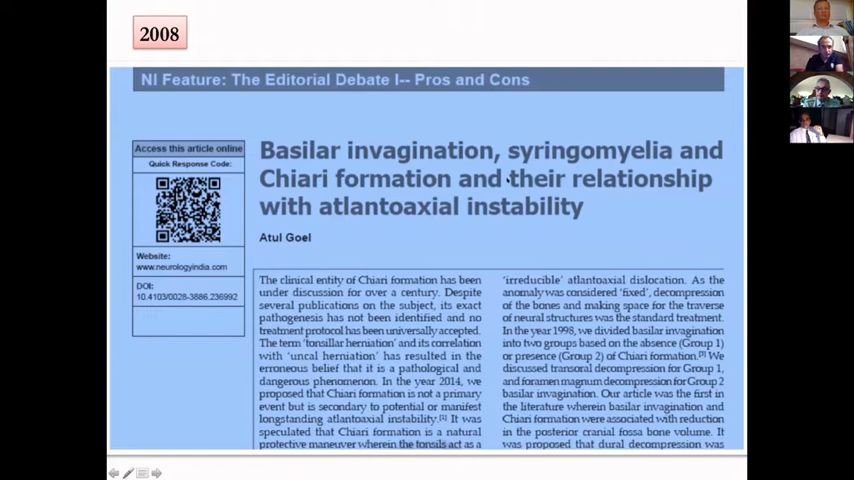 2008
NI Feature: The Editorial Debate I-- Pros and Cons
Access this article online
Quick Response Code:
Website:
www.neurologyindia.com
DOI:
10.4103/0028-3886.236992
Basilar invagination, syringomyelia and
Chiari formation and their relationship
with atlantoaxial instability
Atul Goel
The clinical entity of Chiari formation has been
under discussion for over a century. Despite
several publications on the subject, its exact
pathogenesis has not been identified and no
treatment protocol has been universally accepted.
The term 'tonsillar herniation' and its correlation
with 'uncal herniation' has resulted in the
erroneous belief that it is a pathological and
dangerous phenomenon. In the year 2014, we
proposed that Chiari formation is not a primary
event but is secondary to potential or manifest
longstanding atlantoaxial instability.[1] It was
speculated that Chiari formation is a natural
protective maneuver wherein the tonsils act as a
'irreducible' atlantoaxial dislocation. As the
anomaly was considered 'fixed', decompression
of the bones and making space for the traverse
of neural structures was the standard treatment.
In the year 1998, we divided basilar invagination
into two groups based on the absence (Group 1)
or presence (Group 2) of Chiari formation.[3] We
discussed transoral decompression for Group 1,
and foramen magnum decompression for Group 2
basilar invagination. Our article was the first in
the literature wherein basilar invagination and
Chiari formation were associated with reduction
in the posterior cranial fossa bone volume. It
was proposed that dural decompression was